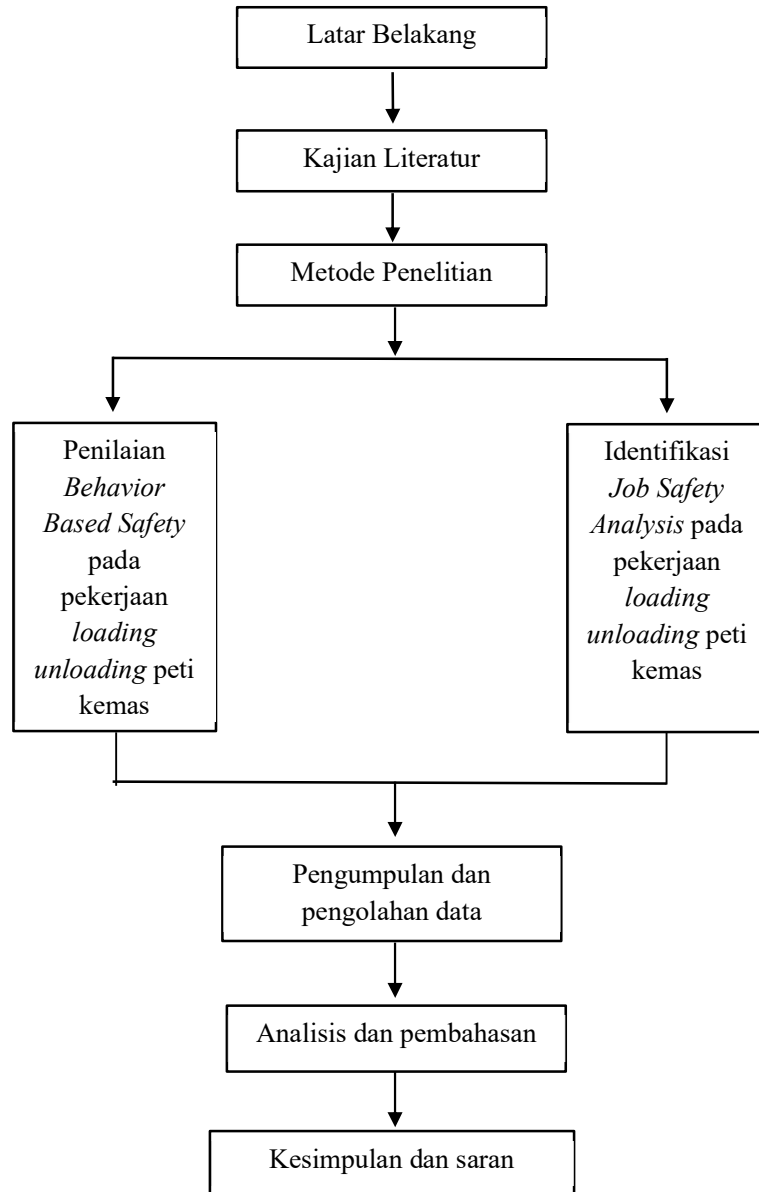 Latar Belakang
Kajian Literatur
Metode Penelitian
Penilaian
Behavior
Based Safety
pada
pekerjaan
loading
unloading peti
kemas
Identifikasi
Job Safety
Analysis pada
pekerjaan
loading
unloading peti
kemas
Pengumpulan dan
pengolahan data
Analisis dan pembahasan
Kesimpulan dan saran